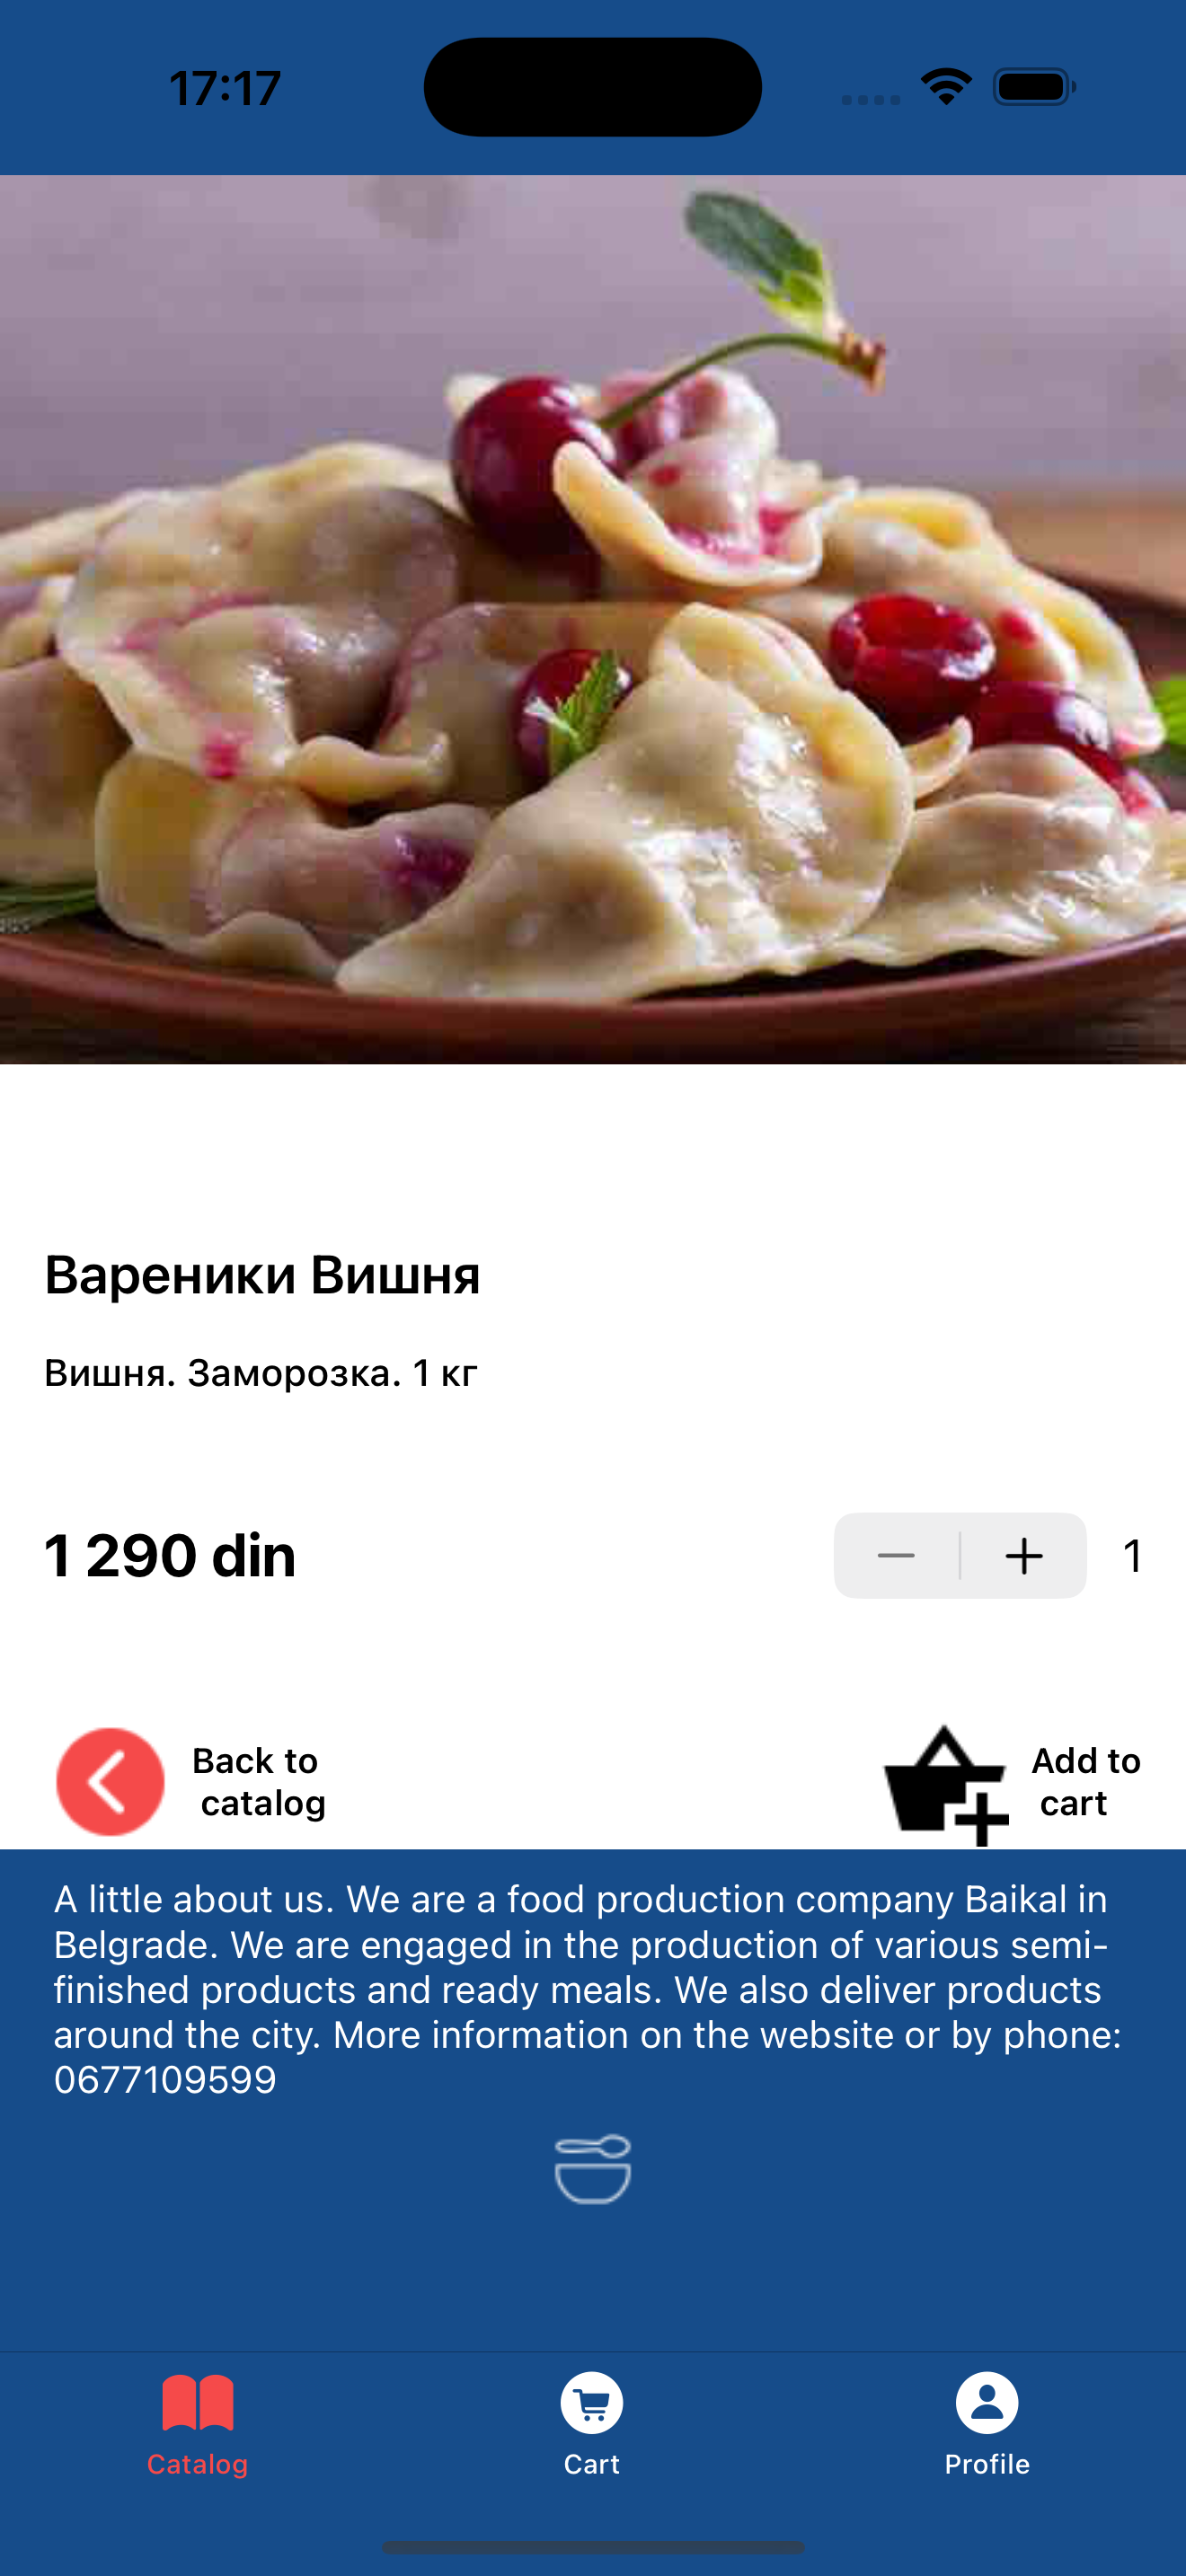 17:17
Вареники Вишня
Вишня. Заморозка. 1 кг
1 290 din
1
Back to
catalog
Add to
cart
A little about us. We are a food production company Baikal in
Belgrade. We are engaged in the production of various semi-
finished products and ready meals. We also deliver products
around the city. More information on the website or by phone:
0677109599
Catalog
Cart
Profile